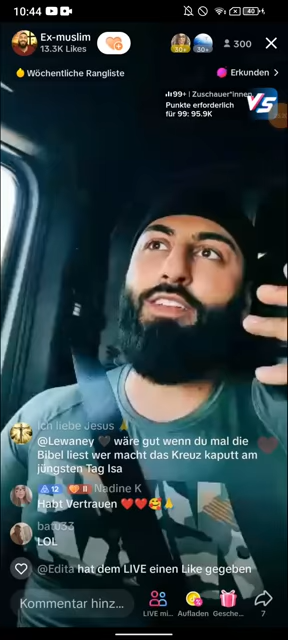 10:44
40
Ex-muslim
13.3K Likes
30+
30+
300
Wöchentliche Rangliste
Erkunden >
99+ | Zuschauer*innen
Punkte erforderlich
für 99: 95.9K
VS
Ich liebe Jesus
@Lewaney 🖤 wäre gut wenn du mal die
Bibel liest wer macht das Kreuz kaputt am
jüngsten Tag Isa
12 II Nadine K
Habt Vertrauen ❤️❤️🥰🙏
LOL
@Edita hat dem LIVE einen Like gegeben
Kommentar hinz...
LIVE mi...
Aufladen
Gesche...
7